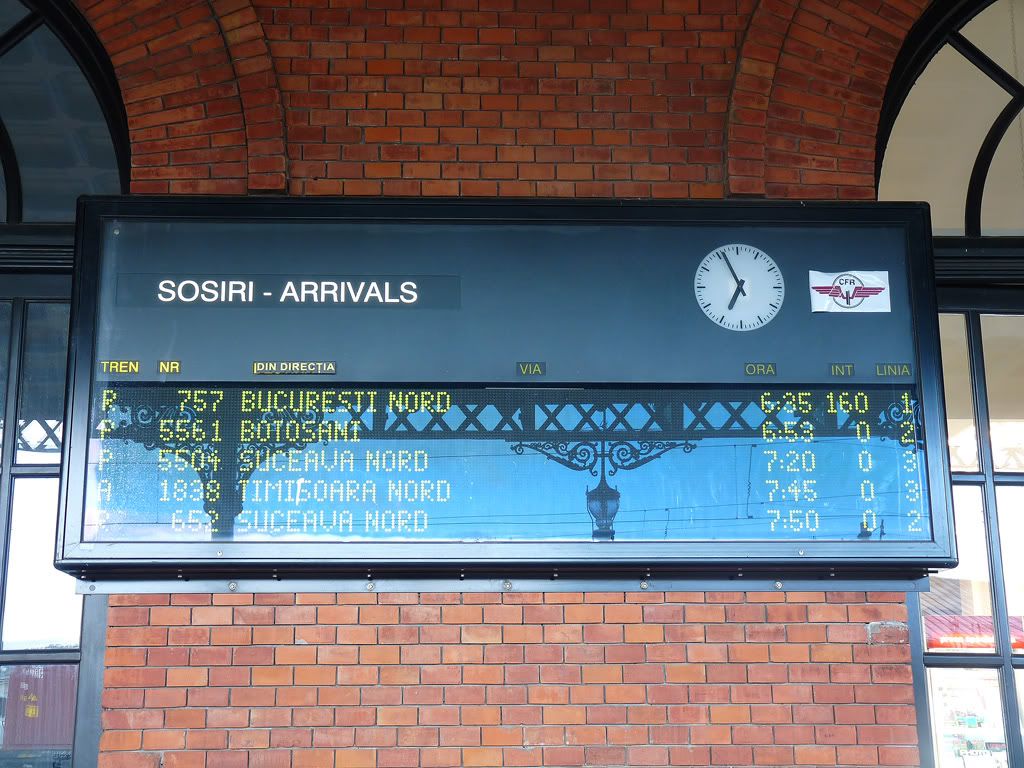 SOSIRI - ARRIVALS
CFR
TREN NR DIN DIRECȚIA VIA ORA INT LINIA
R 757 BUCURESTI NORD 6:35 160 1
P 5561 BOTOSANI 6:53 0 2
P 5504 SUCEAVA NORD 7:20 0 3
A 1838 TIMISOARA NORD 7:45 0 3
652 SUCEAVA NORD 7:50 0 2